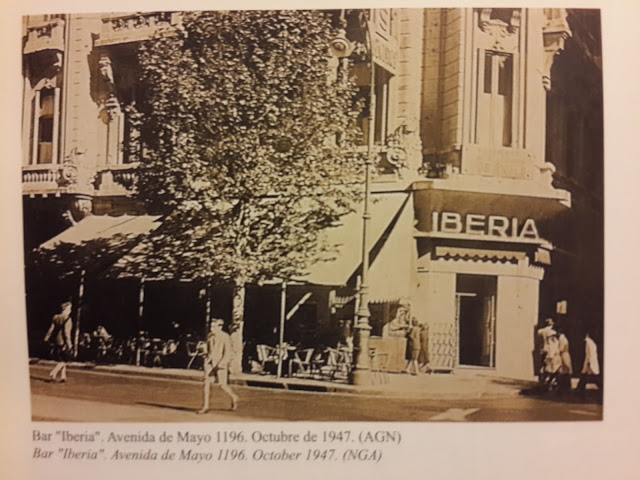 IBERIA
Bar "Iberia". Avenida de Mayo 1196. Octubre de 1947. (AGN)
Bar "Iberia". Avenida de Mayo 1196. October 1947. (NGA)